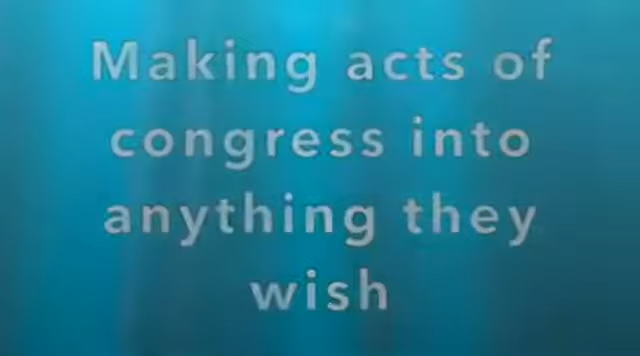 Making acts of
congress into
anything they
wish